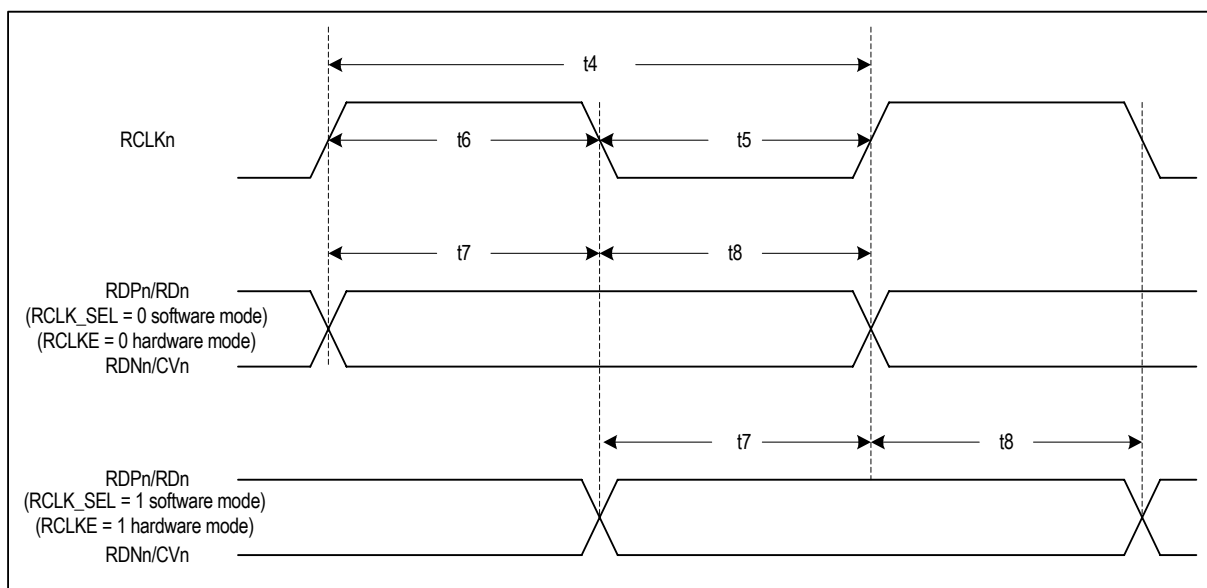 t4
RCLKn
t6
t5
t7
t8
RDPn/RDn
(RCLK_SEL = 0 software mode)
(RCLKE = 0 hardware mode)
RDNn/CVn
t7
t8
RDPn/RDn
(RCLK_SEL = 1 software mode)
(RCLKE = 1 hardware mode)
RDNn/CVn